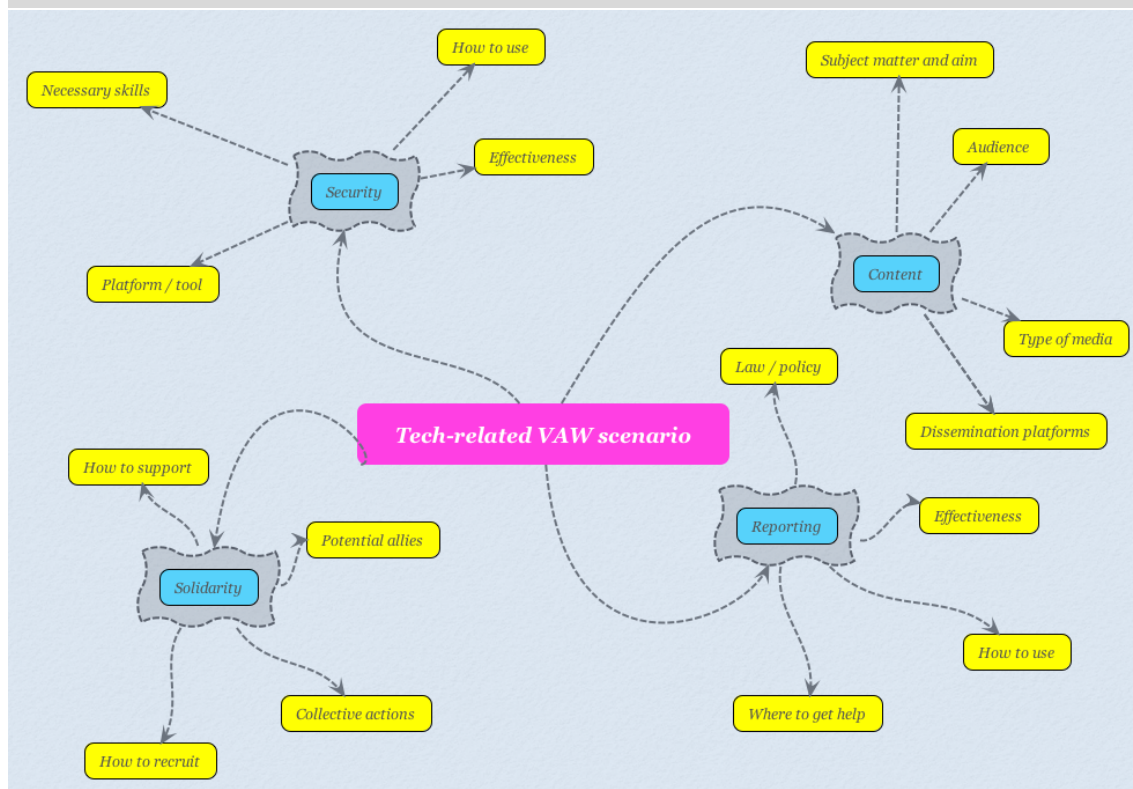 How to use
Necessary skills
Effectiveness
Security
Platform / tool
Subject matter and aim
Audience
Content
Type of media
Dissemination platforms
Tech-related VAW scenario
How to support
Potential allies
Solidarity
Collective actions
How to recruit
Law / policy
Effectiveness
Reporting
How to use
Where to get help